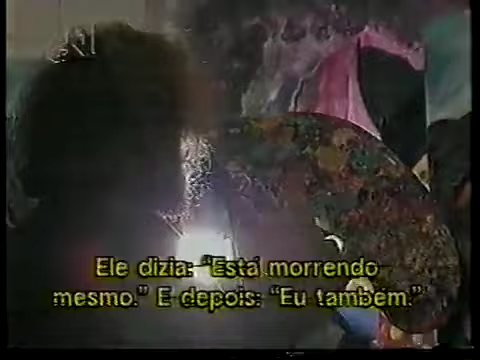 Ele dizia: "Está morrendo
mesmo." E depois: "Eu também."